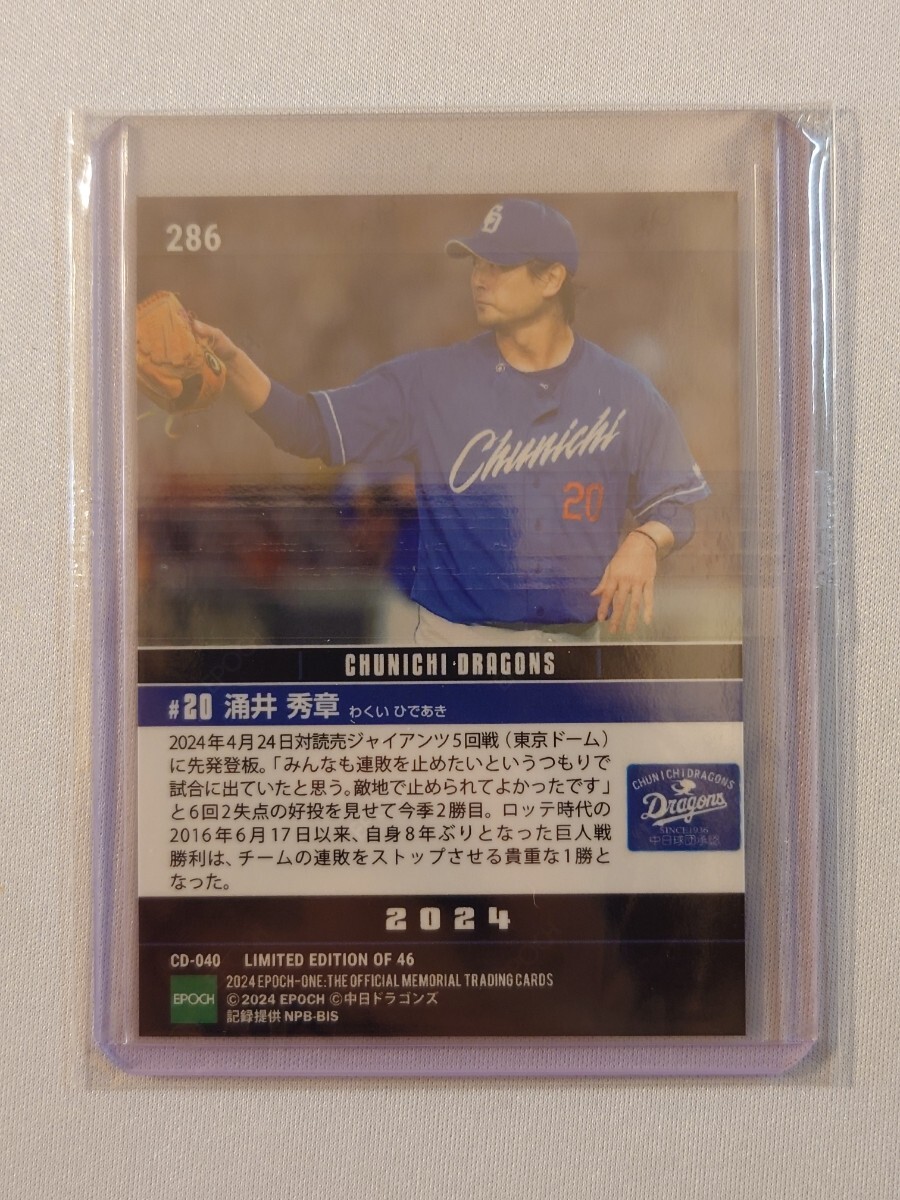 286
Chunichi
20
CHUNICHI·DRAGONS
#20 涌井 秀章 わくい ひであき
2024年4月24日対読売ジャイアンツ5回戦（東京ドーム）
に先発登板。「みんなも連敗を止めたいというつもりで
試合に出ていたと思う。敵地で止められてよかったです」
と6回2失点の好投を見せて今季2勝目。ロッテ時代の
2016年6月17日以来、自身8年ぶりとなった巨人戦
勝利は、チームの連敗をストップさせる貴重な1勝と
なった。
CHUNICHI DRAGONS
Dragons
SINCE 1936
中日球団承認
2024
CD-040 LIMITED EDITION OF 46
EPOCH
2024 EPOCH-ONE:THE OFFICIAL MEMORIAL TRADING CARDS
©2024 EPOCH ©中日ドラゴンズ
記録提供 NPB-BIS